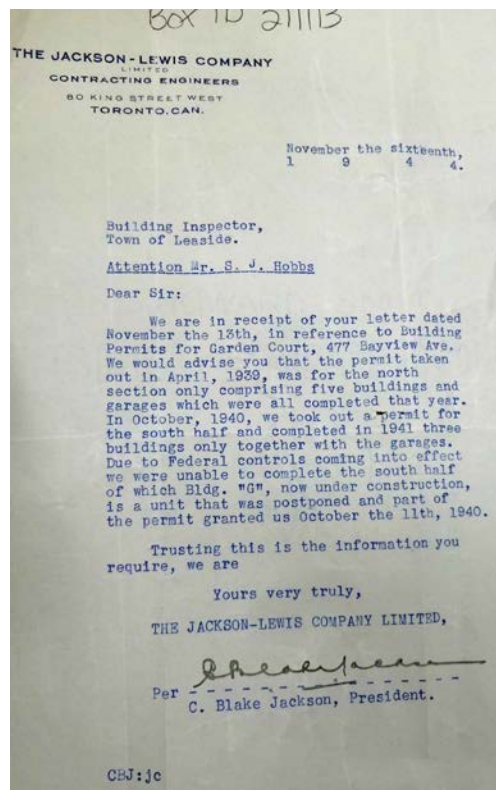 Box ID 211113
THE JACKSON-LEWIS COMPANY
LIMITED
CONTRACTING ENGINEERS
80 KING STREET WEST
TORONTO, CAN.
November the sixteenth,
1 9 4 4.
Building Inspector,
Town of Leaside.
Attention Mr. S. J. Hobbs
Dear Sir:
We are in receipt of your letter dated
November the 13th, in reference to Building
Permits for Garden Court, 477 Bayview Ave.
We would advise you that the permit taken
out in April, 1939, was for the north
section only comprising five buildings and
garages which were all completed that year.
In October, 1940, we took out a permit for
the south half and completed in 1941 three
buildings only together with the garages.
Due to Federal controls coming into effect
we were unable to complete the south half
of which Bldg. "G", now under construction,
is a unit that was postponed and part of
the permit granted us October the 11th, 1940.
Trusting this is the information you
require, we are
Yours very truly,
THE JACKSON-LEWIS COMPANY LIMITED,
C Blake Jackson
Per - - - - - - - - - - - - - - - -
C. Blake Jackson, President.
CBJ:jc